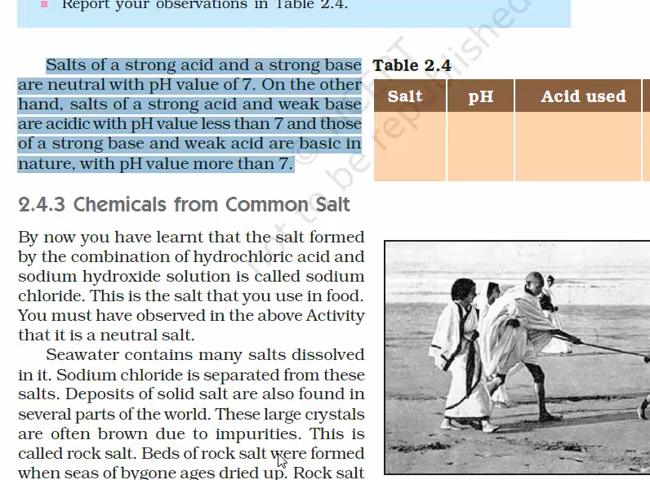 Report your observations in Table 2.4.
Salts of a strong acid and a strong base
are neutral with pH value of 7. On the other
hand, salts of a strong acid and weak base
are acidic with pH value less than 7 and those
of a strong base and weak acid are basic in
nature, with pH value more than 7.
Table 2.4
Salt pH Acid used
2.4.3 Chemicals from Common Salt
By now you have learnt that the salt formed
by the combination of hydrochloric acid and
sodium hydroxide solution is called sodium
chloride. This is the salt that you use in food.
You must have observed in the above Activity
that it is a neutral salt.
Seawater contains many salts dissolved
in it. Sodium chloride is separated from these
salts. Deposits of solid salt are also found in
several parts of the world. These large crystals
are often brown due to impurities. This is
called rock salt. Beds of rock salt were formed
when seas of bygone ages dried up. Rock salt
not to be republished